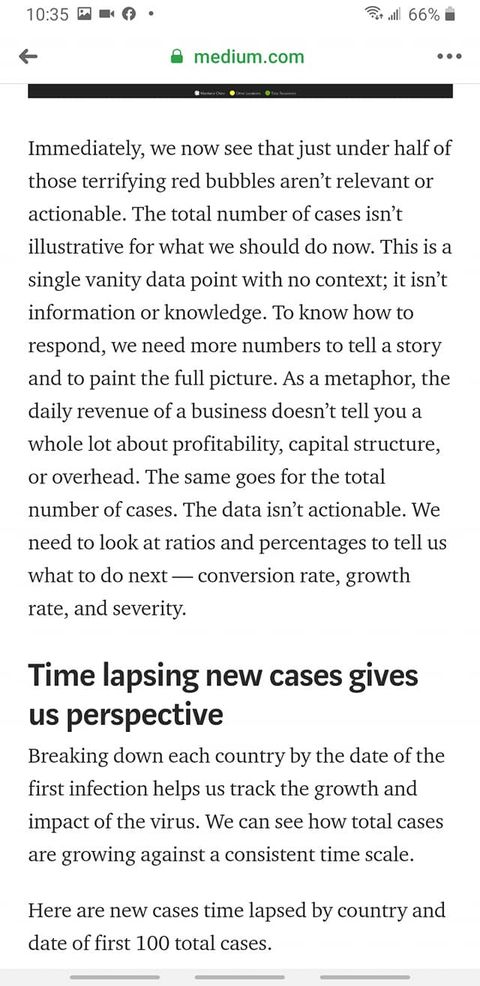 10:35
66%
medium.com
Mainland China Other Locations Total Recovered
Immediately, we now see that just under half of
those terrifying red bubbles aren’t relevant or
actionable. The total number of cases isn’t
illustrative for what we should do now. This is a
single vanity data point with no context; it isn’t
information or knowledge. To know how to
respond, we need more numbers to tell a story
and to paint the full picture. As a metaphor, the
daily revenue of a business doesn’t tell you a
whole lot about profitability, capital structure,
or overhead. The same goes for the total
number of cases. The data isn’t actionable. We
need to look at ratios and percentages to tell us
what to do next — conversion rate, growth
rate, and severity.
Time lapsing new cases gives
us perspective
Breaking down each country by the date of the
first infection helps us track the growth and
impact of the virus. We can see how total cases
are growing against a consistent time scale.
Here are new cases time lapsed by country and
date of first 100 total cases.